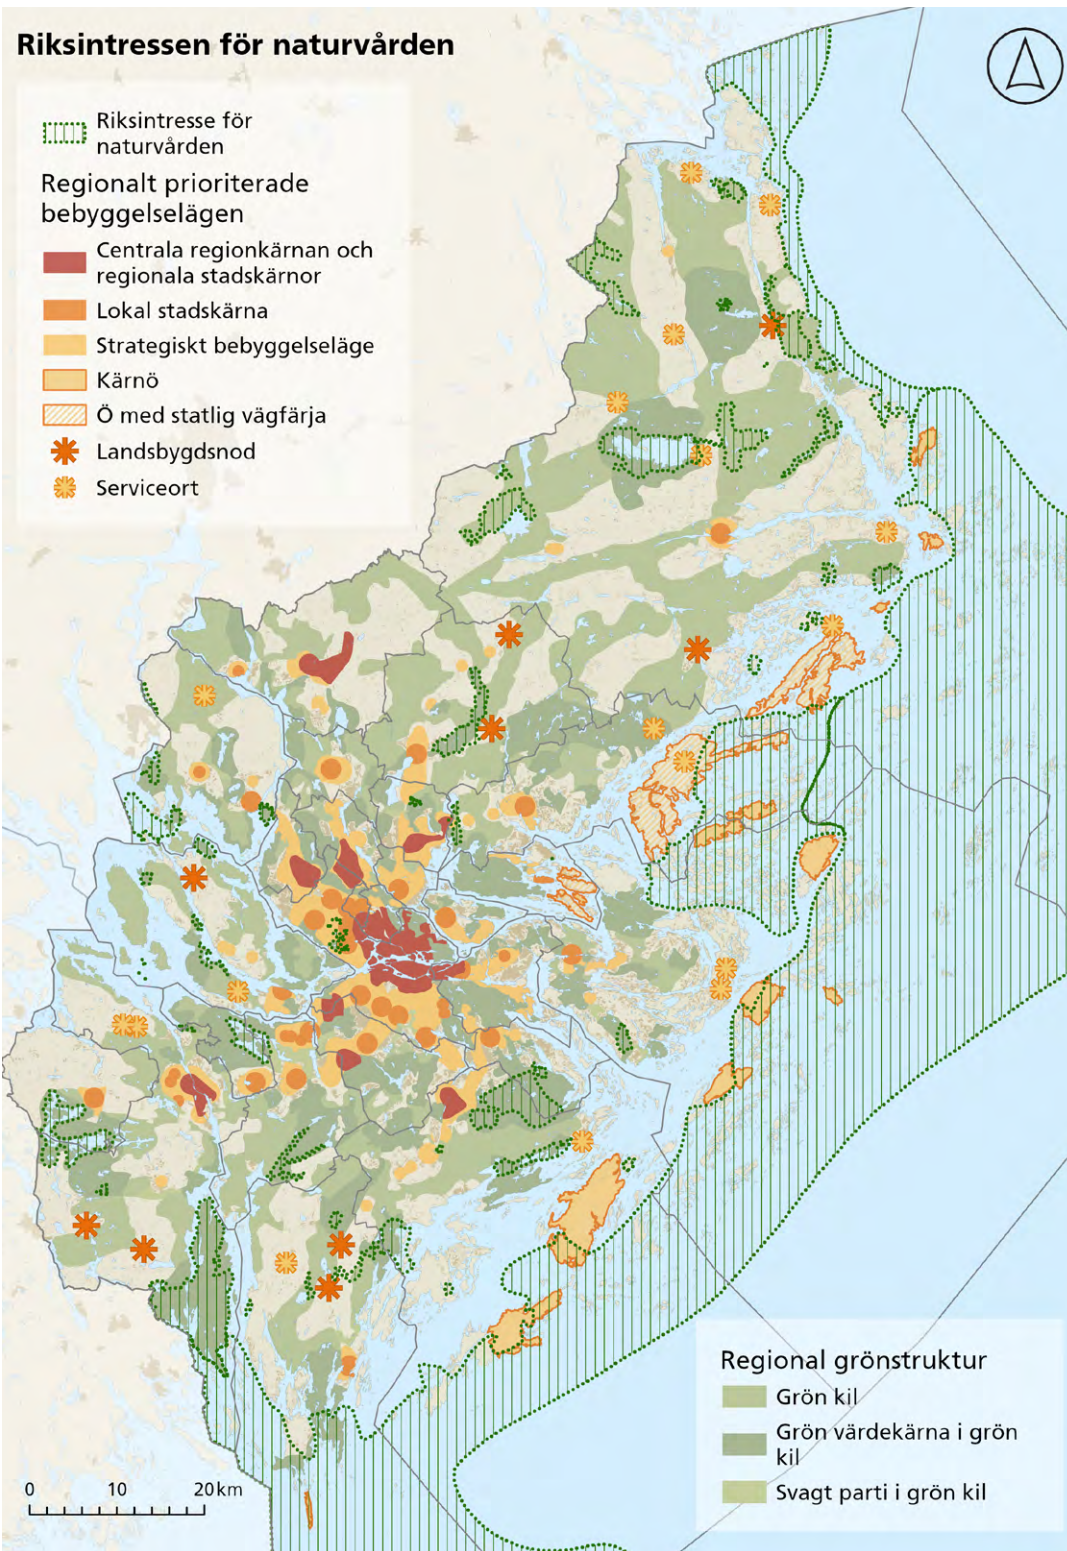 Riksintressen för naturvården
Riksintresse för
naturvården
Regionalt prioriterade
bebyggelselägen
Centrala regionkärnan och
regionala stadskärnor
Lokal stadskärna
Strategiskt bebyggelseläge
Kärnö
Ö med statlig vägfärja
Landsbygdsnod
Serviceort
0 10 20 km
Regional grönstruktur
Grön kil
Grön värdekärna i grön
kil
Svagt parti i grön kil